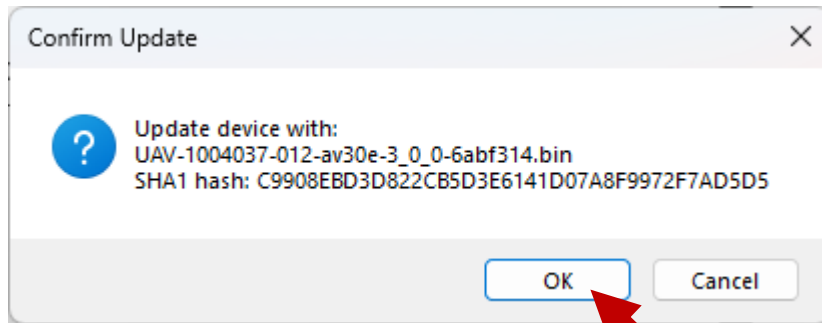 Confirm Update
Update device with:
UAV-1004037-012-av30e-3_0_0-6abf314.bin
SHA1 hash: C9908EBD3D822CB5D3E6141D07A8F9972F7AD5D5
OK
Cancel